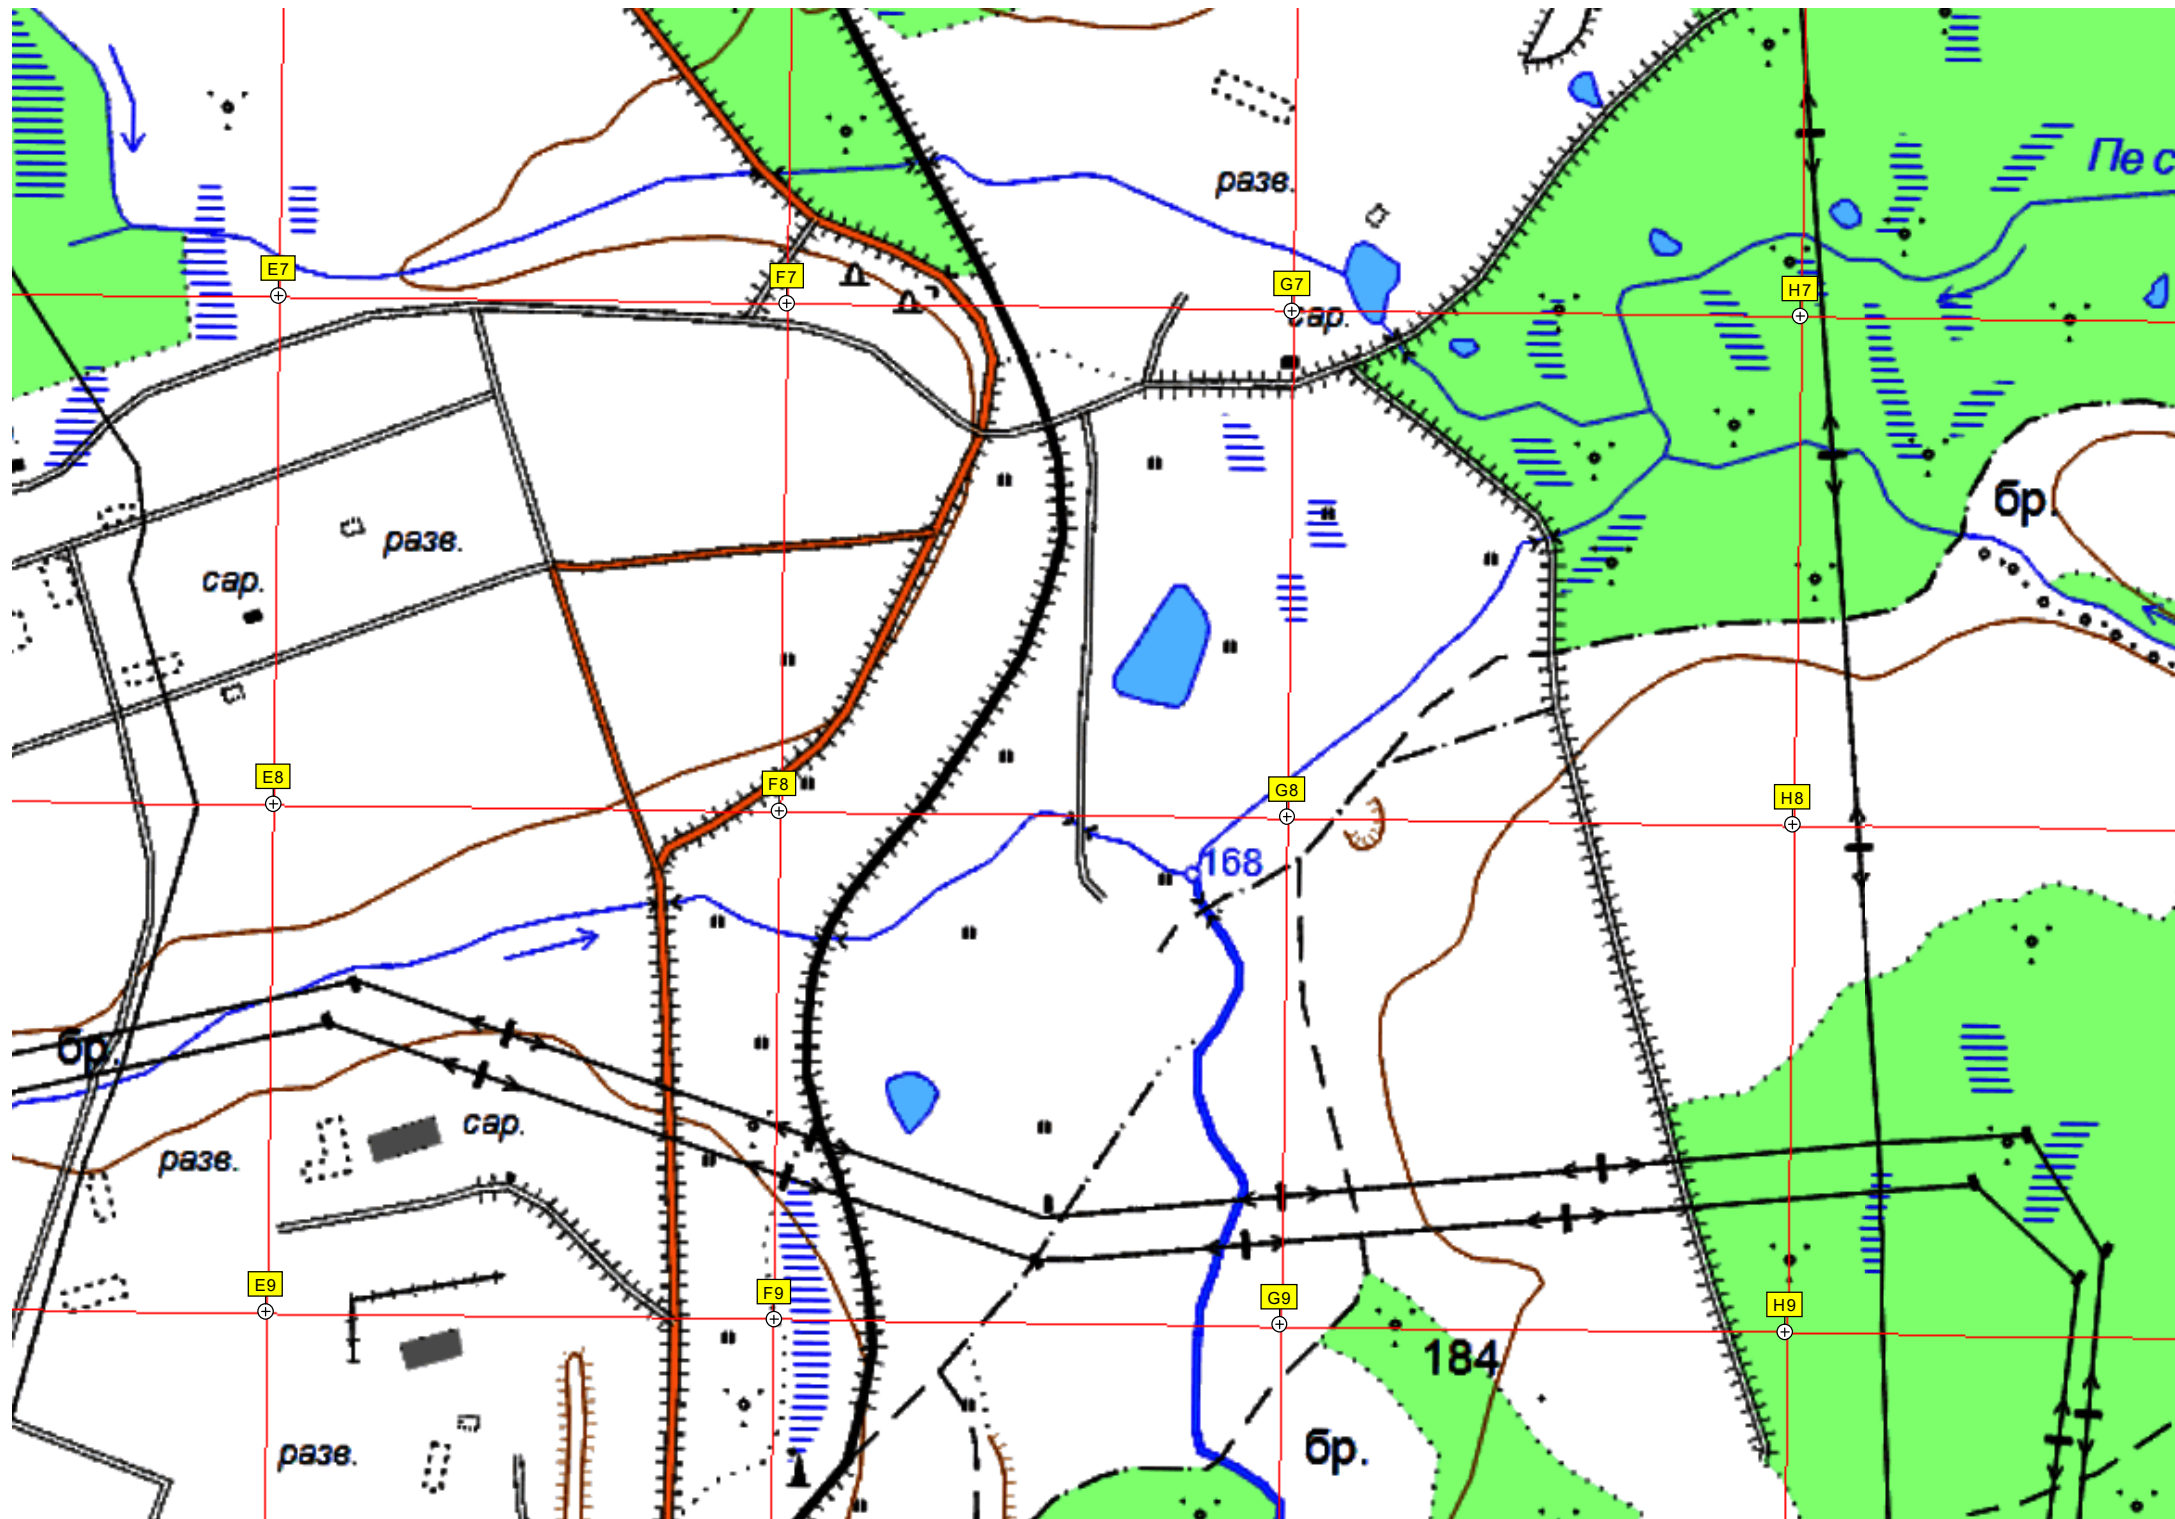 Пес
разв.
E7
F7
G7
H7
сар.
бр.
разв.
сар.
E8
F8
G8
H8
168
бр.
сар.
разв.
E9
F9
G9
H9
184
разв.
бр.